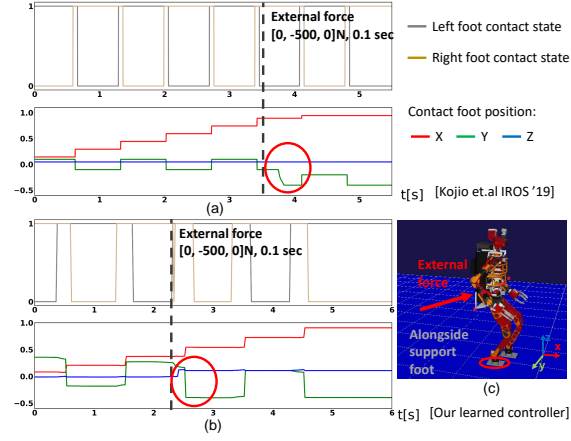 External force
[0, -500, 0]N, 0.1 sec
Left foot contact state
Right foot contact state
1
0
0 1 2 3 4 5
Contact foot position:
X Y Z
1.0
0.5
0.0
−0.5
0 1 2 3 4 5
t[s] [Kojio et.al IROS '19]
(a)
External force
[0, -500, 0]N, 0.1 sec
1
0
0 1 2 3 4 5 6
1.0
0.5
0.0
−0.5
0 1 2 3 4 5 6
(b)
External
force
Alongside
support
foot
z
x
y
(c)
t[s] [Our learned controller]